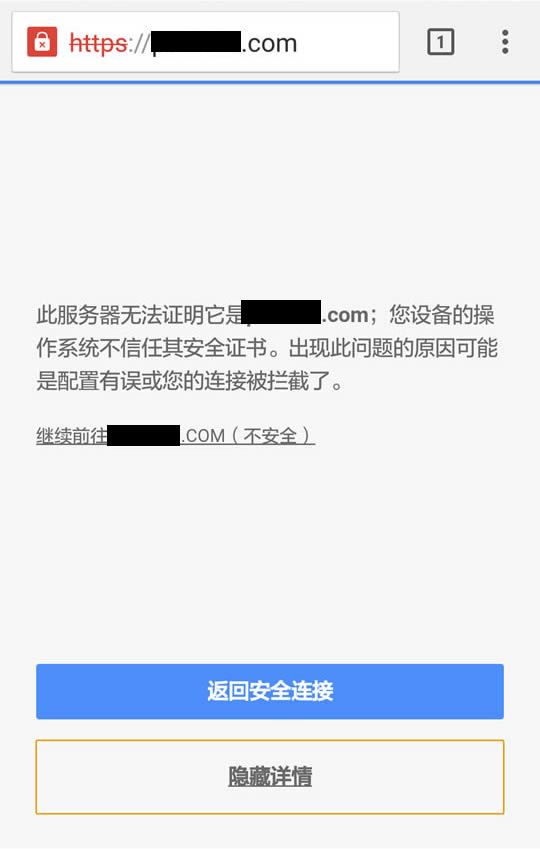 https://.com
1
此服务器无法证明它是.com；您设备的操
作系统不信任其安全证书。出现此问题的原因可能
是配置有误或您的连接被拦截了。
继续前往.COM（不安全）
返回安全连接
隐藏详情